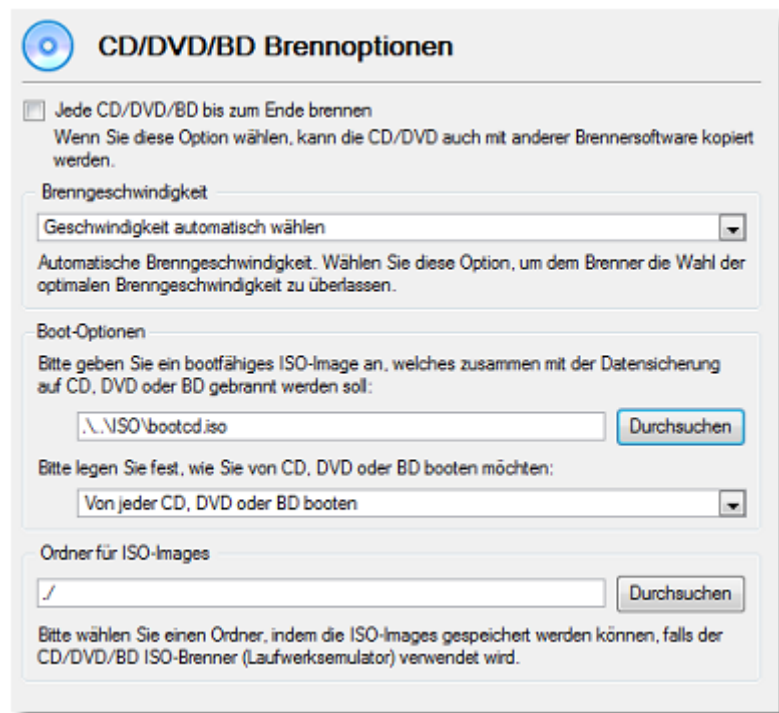 CD/DVD/BD Brennoptionen
Jede CD/DVD/BD bis zum Ende brennen
Wenn Sie diese Option wählen, kann die CD/DVD auch mit anderer Brennersoftware kopiert
werden.
Brenngeschwindigkeit
Geschwindigkeit automatisch wählen
Automatische Brenngeschwindigkeit. Wählen Sie diese Option, um dem Brenner die Wahl der
optimalen Brenngeschwindigkeit zu überlassen.
Boot-Optionen
Bitte geben Sie ein bootfähiges ISO-Image an, welches zusammen mit der Datensicherung
auf CD, DVD oder BD gebrannt werden soll:
.\..\ISO\bootcd.iso
Durchsuchen
Bitte legen Sie fest, wie Sie von CD, DVD oder BD booten möchten:
Von jeder CD, DVD oder BD booten
Ordner für ISO-Images
./
Durchsuchen
Bitte wählen Sie einen Ordner, indem die ISO-Images gespeichert werden können, falls der
CD/DVD/BD ISO-Brenner (Laufwerksemulator) verwendet wird.